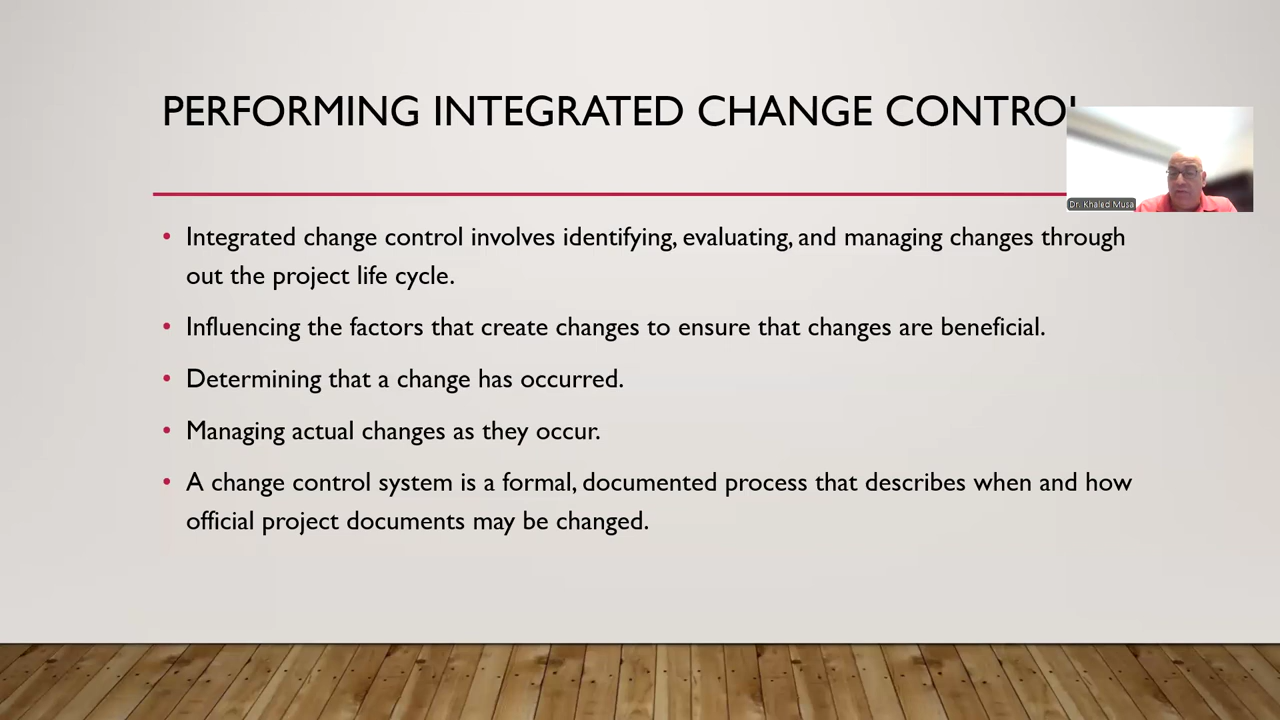 PERFORMING INTEGRATED CHANGE CONTROL
Dr. Khaled Musa
• Integrated change control involves identifying, evaluating, and managing changes through
out the project life cycle.
• Influencing the factors that create changes to ensure that changes are beneficial.
• Determining that a change has occurred.
• Managing actual changes as they occur.
• A change control system is a formal, documented process that describes when and how
official project documents may be changed.